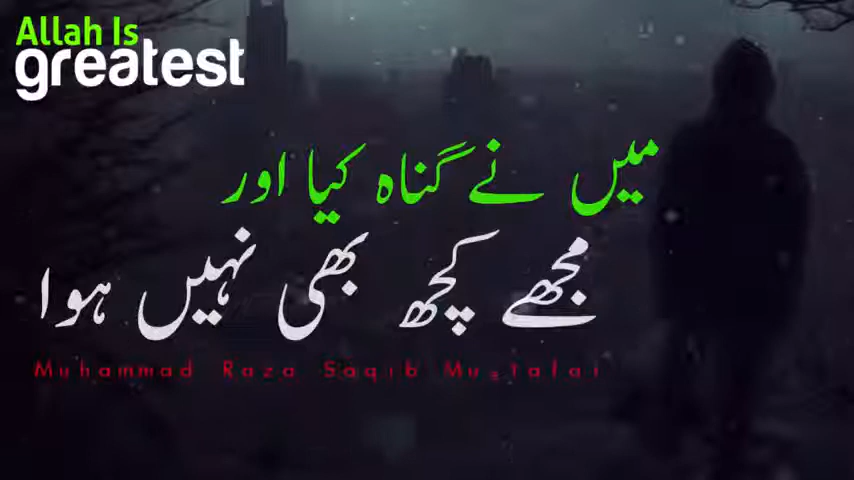 Allah Is
greatest
میں نے گناہ کیا اور
مجھے کچھ بھی نہیں ہوا
Muhammad Raza Saqib Mustafai